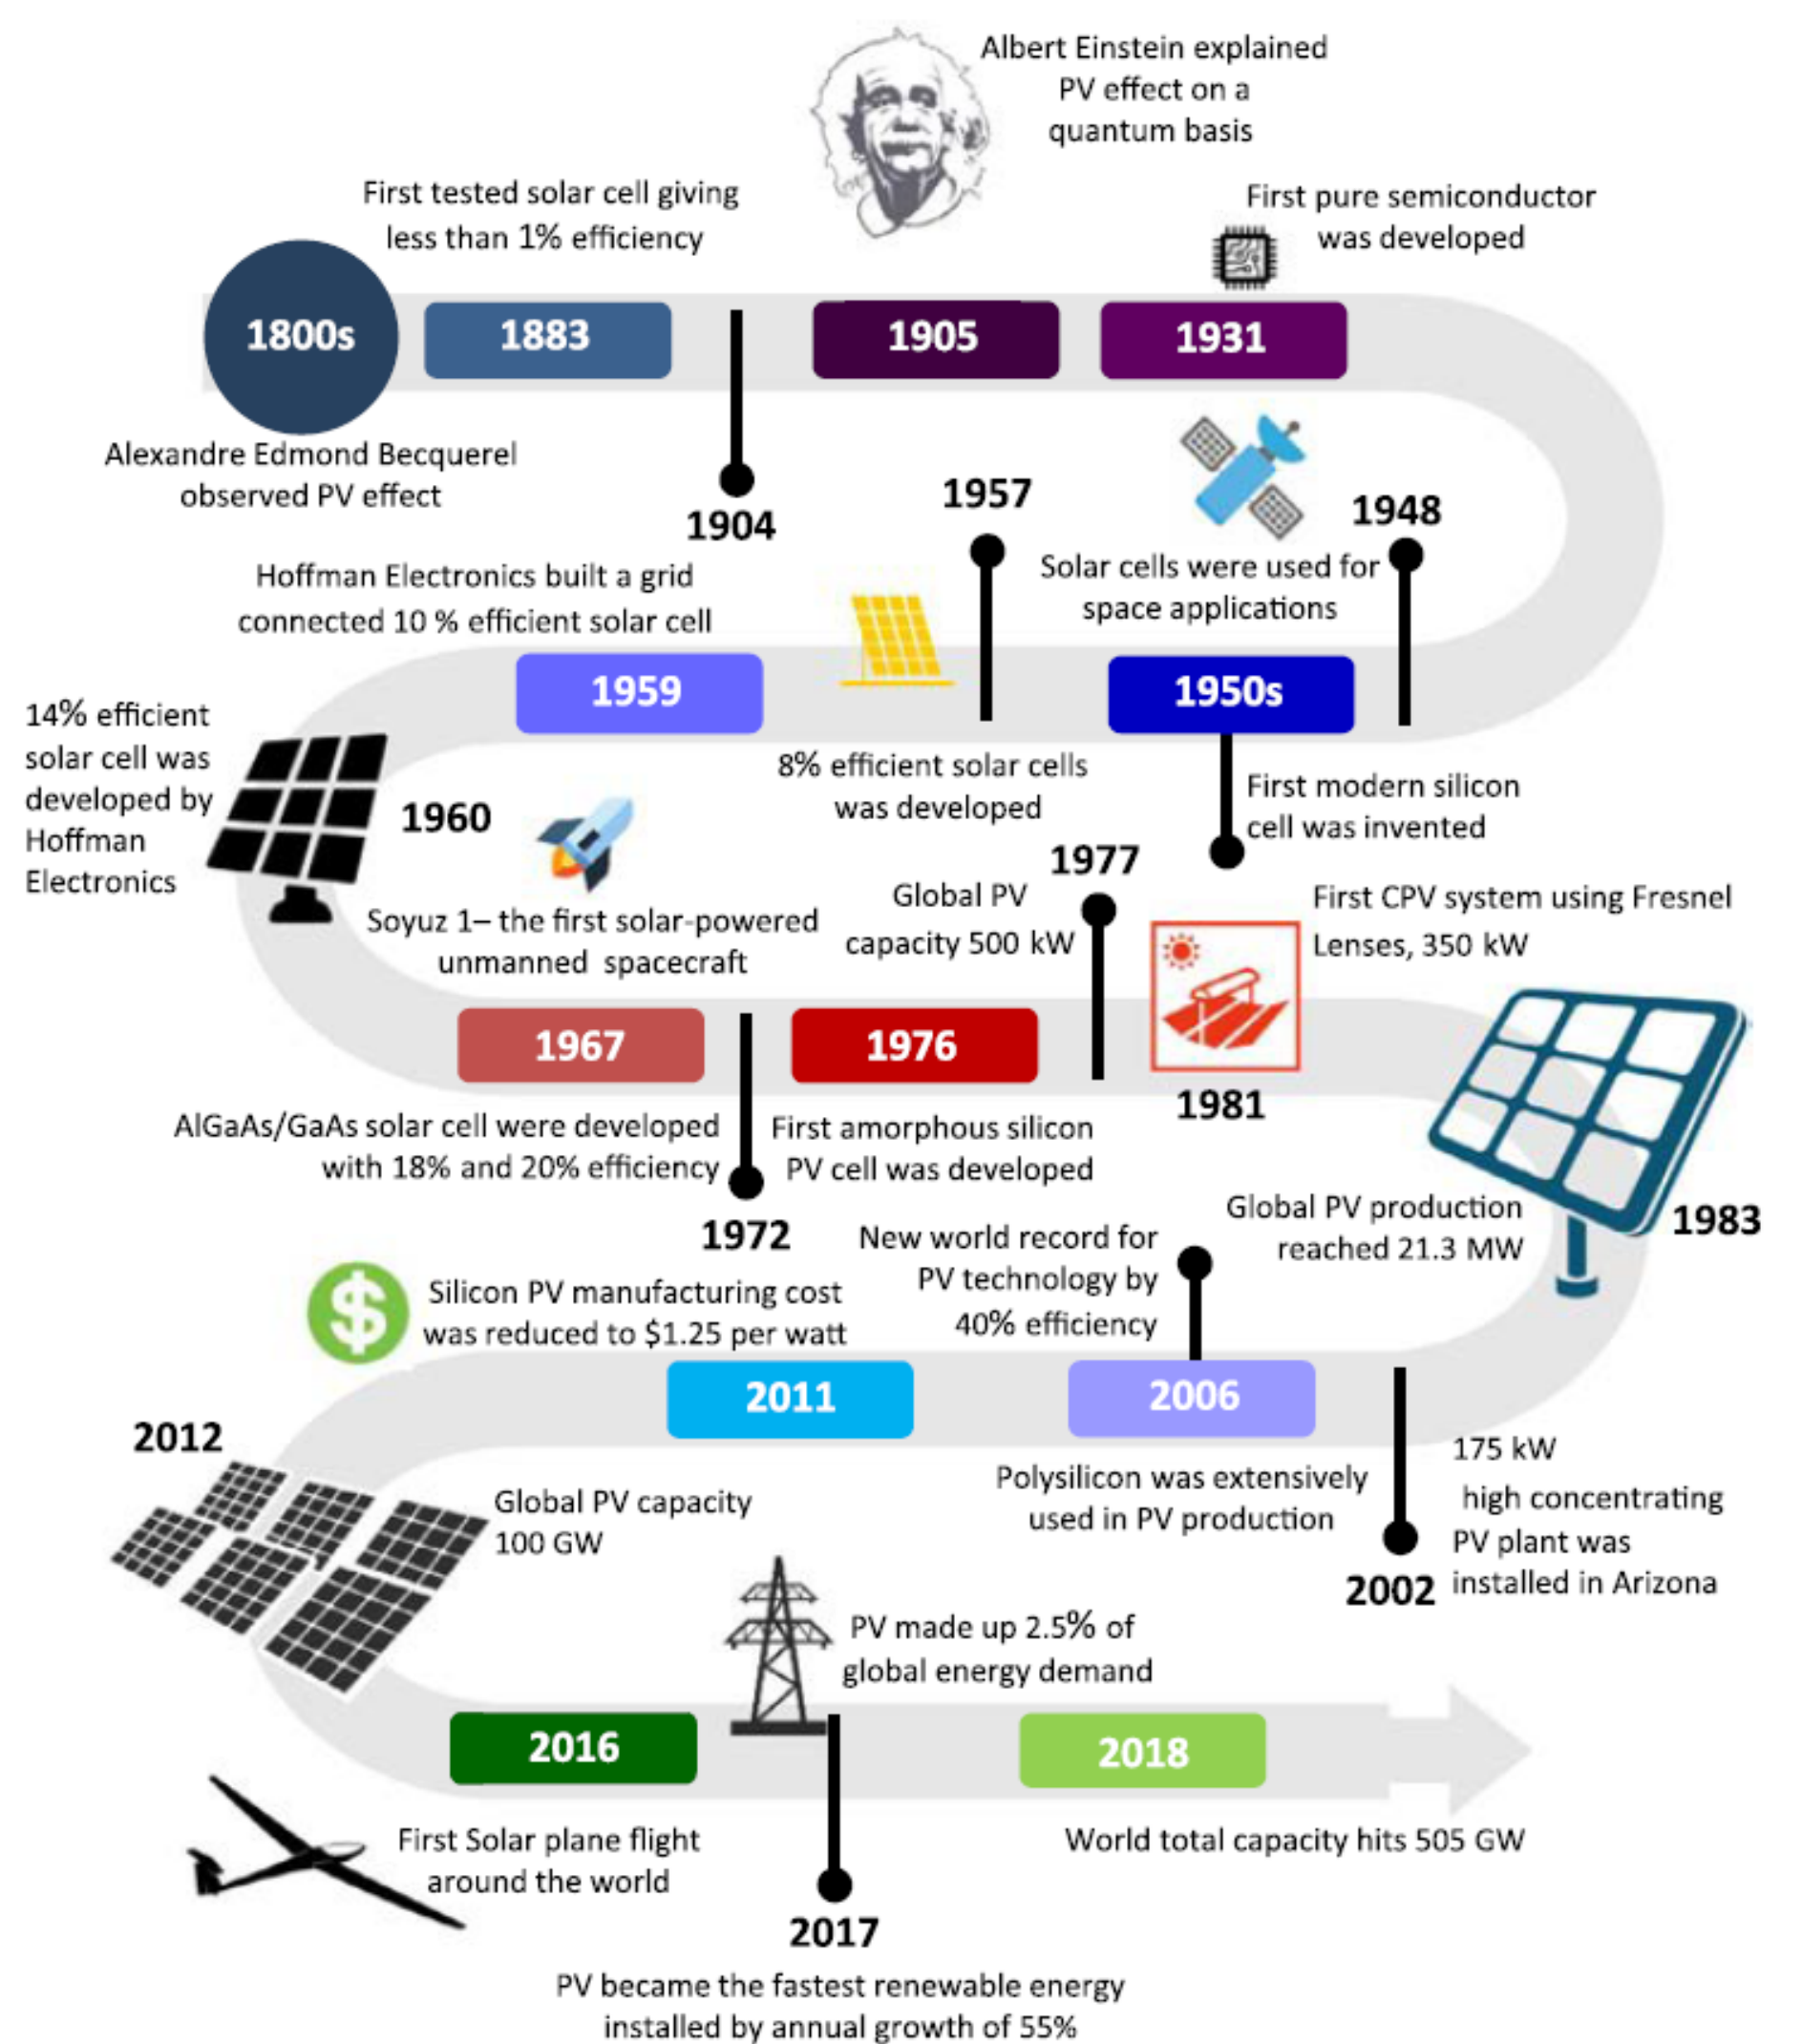 Albert Einstein explained
PV effect on a
quantum basis
First tested solar cell giving
less than 1% efficiency
First pure semiconductor
was developed
1800s
1883
1905
1931
Alexandre Edmond Becquerel
observed PV effect
1904
1957
1948
Solar cells were used for
space applications
Hoffman Electronics built a grid
connected 10 % efficient solar cell
1959
1950s
14% efficient
solar cell was
developed by
Hoffman
Electronics
1960
8% efficient solar cells
was developed
First modern silicon
cell was invented
1977
Global PV
capacity 500 kW
First CPV system using Fresnel
Lenses, 350 kW
Soyuz 1– the first solar-powered
unmanned spacecraft
1967
1976
1981
AlGaAs/GaAs solar cell were developed
with 18% and 20% efficiency
First amorphous silicon
PV cell was developed
1972
Global PV production
reached 21.3 MW
1983
New world record for
PV technology by
40% efficiency
Silicon PV manufacturing cost
was reduced to $1.25 per watt
$
2011
2006
2012
Global PV capacity
100 GW
Polysilicon was extensively
used in PV production
175 kW
high concentrating
PV plant was
installed in Arizona
2002
PV made up 2.5% of
global energy demand
2016
2018
First Solar plane flight
around the world
World total capacity hits 505 GW
2017
PV became the fastest renewable energy
installed by annual growth of 55%